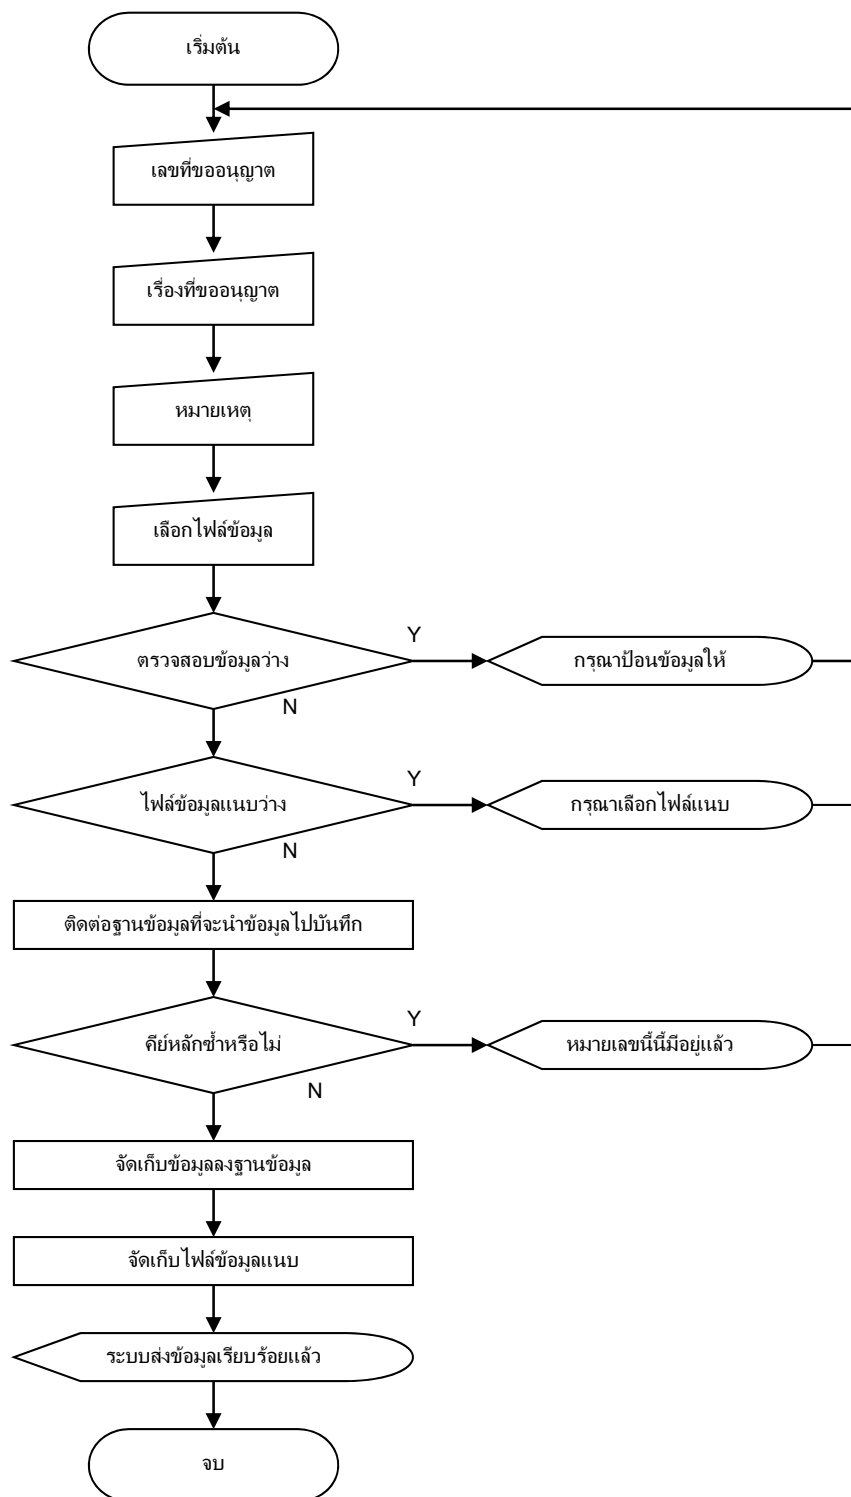 เริ่มต้น
เลขที่ขออนุญาต
เรื่องที่ขออนุญาต
หมายเหตุ
เลือกไฟล์ข้อมูล
ตรวจสอบข้อมูลว่าง
Y
กรุณาป้อนข้อมูลให้
N
ไฟล์ข้อมูลแนบว่าง
Y
กรุณาเลือกไฟล์แนบ
N
ติดต่อฐานข้อมูลที่จะนำข้อมูลไปบันทึก
คีย์หลักซ้ำหรือไม่
Y
หมายเลขนี้นี้มีอยู่แล้ว
N
จัดเก็บข้อมูลลงฐานข้อมูล
จัดเก็บไฟล์ข้อมูลแนบ
ระบบส่งข้อมูลเรียบร้อยแล้ว
จบ